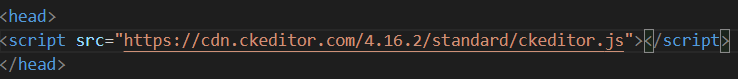 <head>
<script src="https://cdn.ckeditor.com/4.16.2/standard/ckeditor.js"></script>
</head>